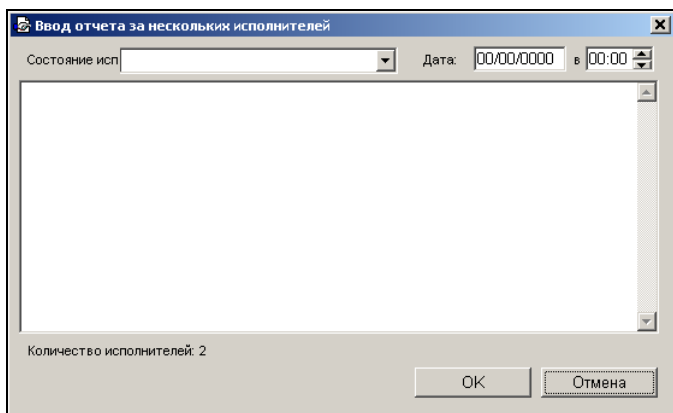 Ввод отчета за нескольких исполнителей
Состояние исп Дата: 00/00/0000 в 00:00
Количество исполнителей: 2
OK Отмена